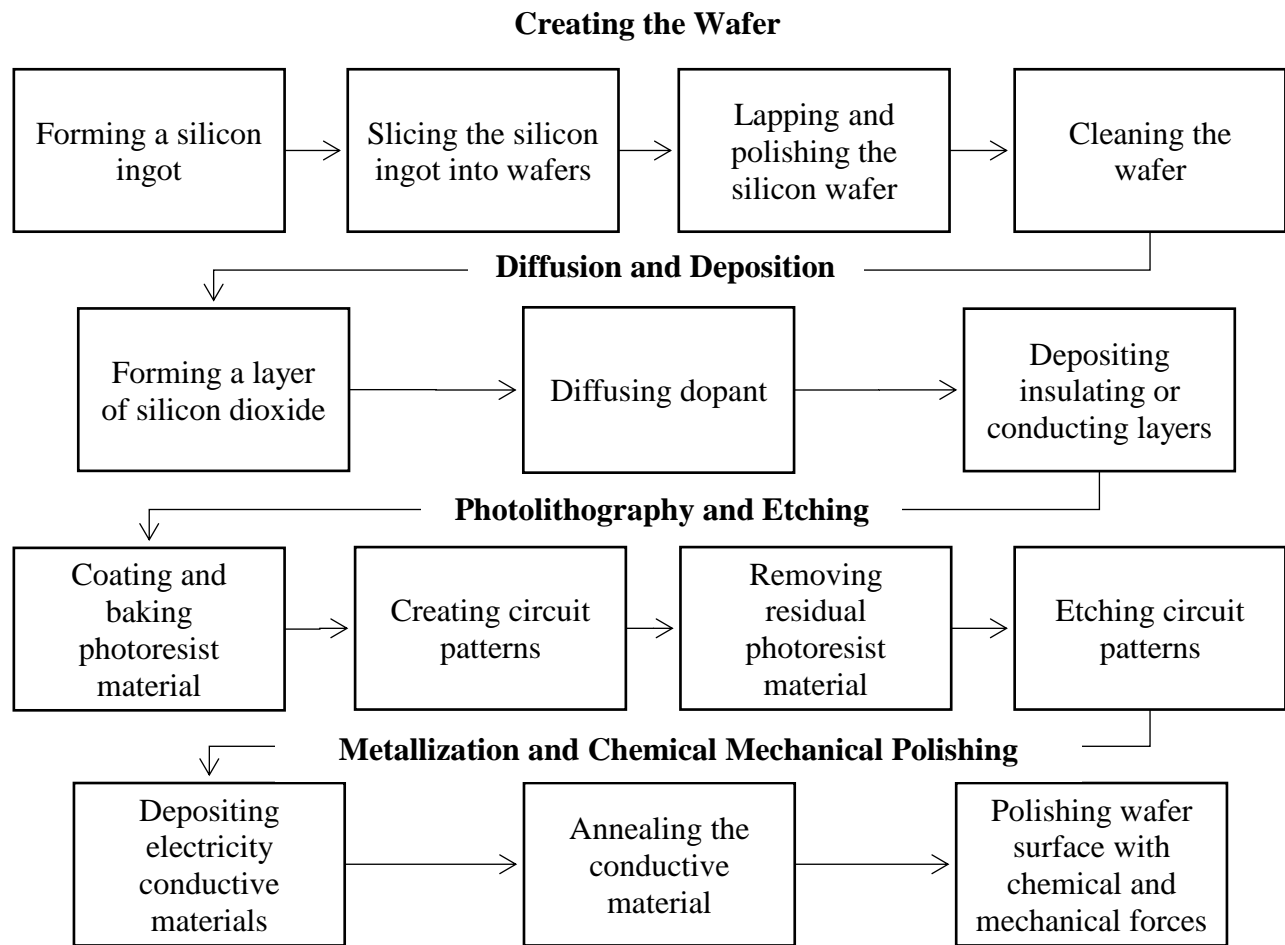 Creating the Wafer
Forming a silicon
ingot
Slicing the silicon
ingot into wafers
Lapping and
polishing the
silicon wafer
Cleaning the
wafer
Diffusion and Deposition
Forming a layer
of silicon dioxide
Diffusing dopant
Depositing
insulating or
conducting layers
Photolithography and Etching
Coating and
baking
photoresist
material
Creating circuit
patterns
Removing
residual
photoresist
material
Etching circuit
patterns
Metallization and Chemical Mechanical Polishing
Depositing
electricity
conductive
materials
Annealing the
conductive
material
Polishing wafer
surface with
chemical and
mechanical forces